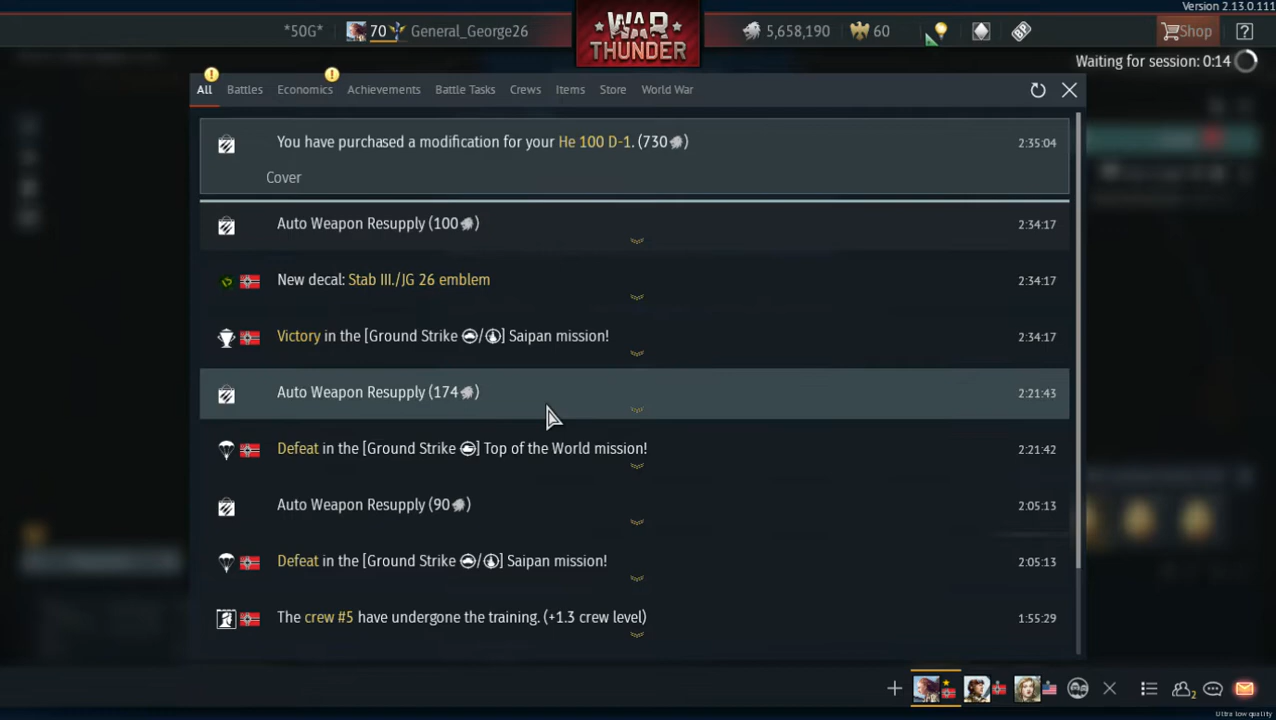 Version 2.13.0.111
*50G* 70 General_George26 WAR THUNDER 5,658,190 60 BR Shop ?
Waiting for session: 0:14
All Battles Economics Achievements Battle Tasks Crews Items Store World War
You have purchased a modification for your He 100 D-1. (730) 2:35:04
Cover
Auto Weapon Resupply (100) 2:34:17
New decal: Stab III./JG 26 emblem 2:34:17
Victory in the [Ground Strike /] Saipan mission! 2:34:17
Auto Weapon Resupply (174) 2:21:43
Defeat in the [Ground Strike ] Top of the World mission! 2:21:42
Auto Weapon Resupply (90) 2:05:13
Defeat in the [Ground Strike /] Saipan mission! 2:05:13
The crew #5 have undergone the training. (+1.3 crew level) 1:55:29
2
Ultra low quality